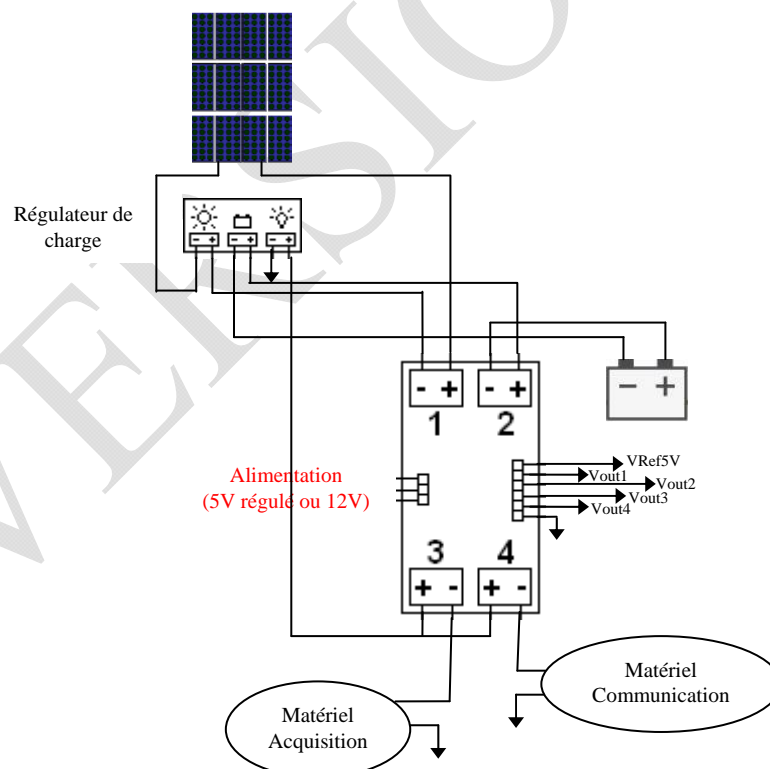 Régulateur de
charge
- + - + - +
- + - +
1 2
- +
VRef5V
Vout1
Vout2
Vout3
Vout4
Alimentation
(5V régulé ou 12V)
3 4
+ - + -
Matériel
Communication
Matériel
Acquisition
VERSIO